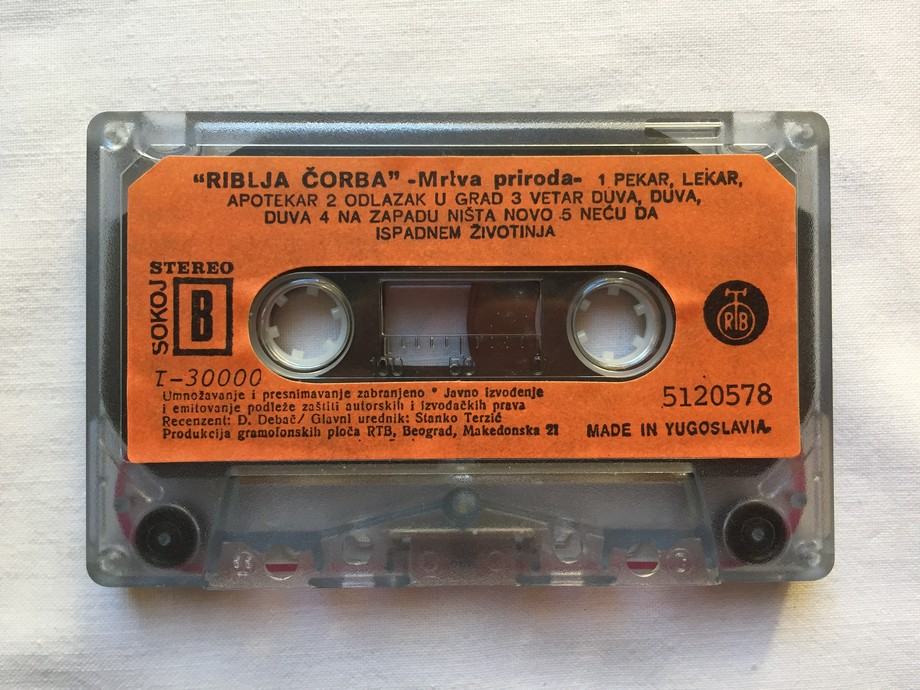 "RIBLJA ČORBA" -Mrtva priroda- 1 PEKAR, LEKAR,
APOTEKAR 2 ODLAZAK U GRAD 3 VETAR DUVA, DUVA,
DUVA 4 NA ZAPADU NIŠTA NOVO 5 NEĆU DA
ISPADNEM ŽIVOTINJA
STEREO
SOKOJ
B
RTB
100 50 0
I-30000
5120578
Umnožavanje i presnimavanje zabranjeno * Javno izvođenje
i emitovanje podleže zaštiti autorskih i izvođačkih prava
Recenzent: Đ. Debač/ Glavni urednik: Stanko Terzić
Produkcija gramofonskih ploča RTB, Beograd, Makedonska 21
MADE IN YUGOSLAVIA